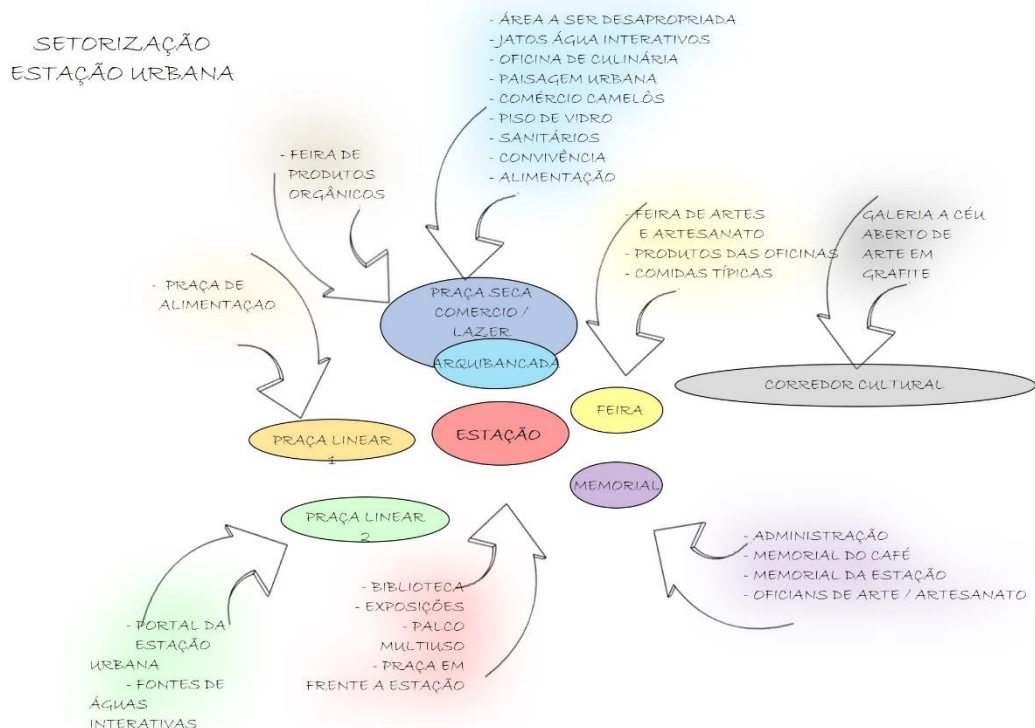 SETORIZAÇÃO
ESTAÇÃO URBANA
- ÁREA A SER DESAPROPRIADA
- JATOS ÁGUA INTERATIVOS
- OFICINA DE CULINÁRIA
- PAISAGEM URBANA
- COMÉRCIO CAMELÔS
- PISO DE VIDRO
- SANITÁRIOS
- CONVIVÊNCIA
- ALIMENTAÇÃO
- FEIRA DE
PRODUTOS
ORGÂNICOS
- FEIRA DE ARTES
E ARTESANATO
- PRODUTOS DAS OFICINAS
- COMIDAS TÍPICAS
GALERIA A CÉU
ABERTO DE
ARTE EM
GRAFITE
- PRAÇA DE
ALIMENTAÇAO
PRAÇA SECA
COMERCIO /
LAZER
ARQUIBANCADA
CORREDOR CULTURAL
FEIRA
ESTAÇÃO
PRAÇA LINEAR
1
MEMORIAL
PRAÇA LINEAR
2
- ADMINISTRAÇÃO
- MEMORIAL DO CAFÉ
- MEMORIAL DA ESTAÇÃO
- OFICIANS DE ARTE / ARTESANATO
- BIBLIOTECA
- EXPOSIÇÕES
- PALCO
MULTIUSO
- PRAÇA EM
FRENTE A ESTAÇÃO
- PORTAL DA
ESTAÇÃO
URBANA
- FONTES DE
ÁGUAS
INTERATIVAS